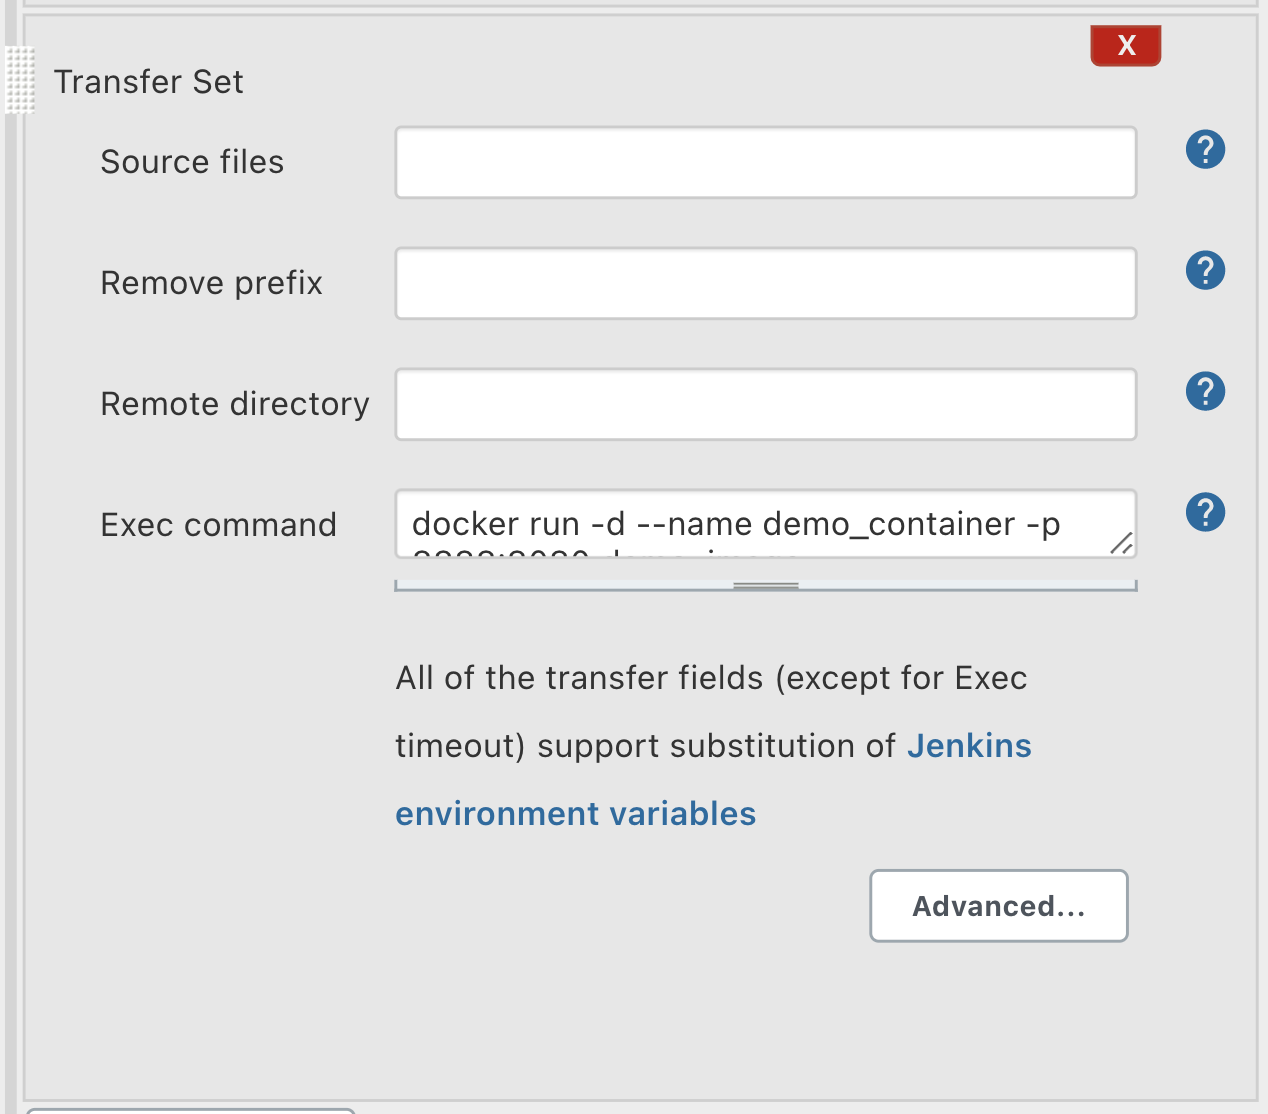 X
Transfer Set
Source files
?
Remove prefix
?
Remote directory
?
Exec command
docker run -d --name demo_container -p
?
All of the transfer fields (except for Exec
timeout) support substitution of Jenkins
environment variables
Advanced...